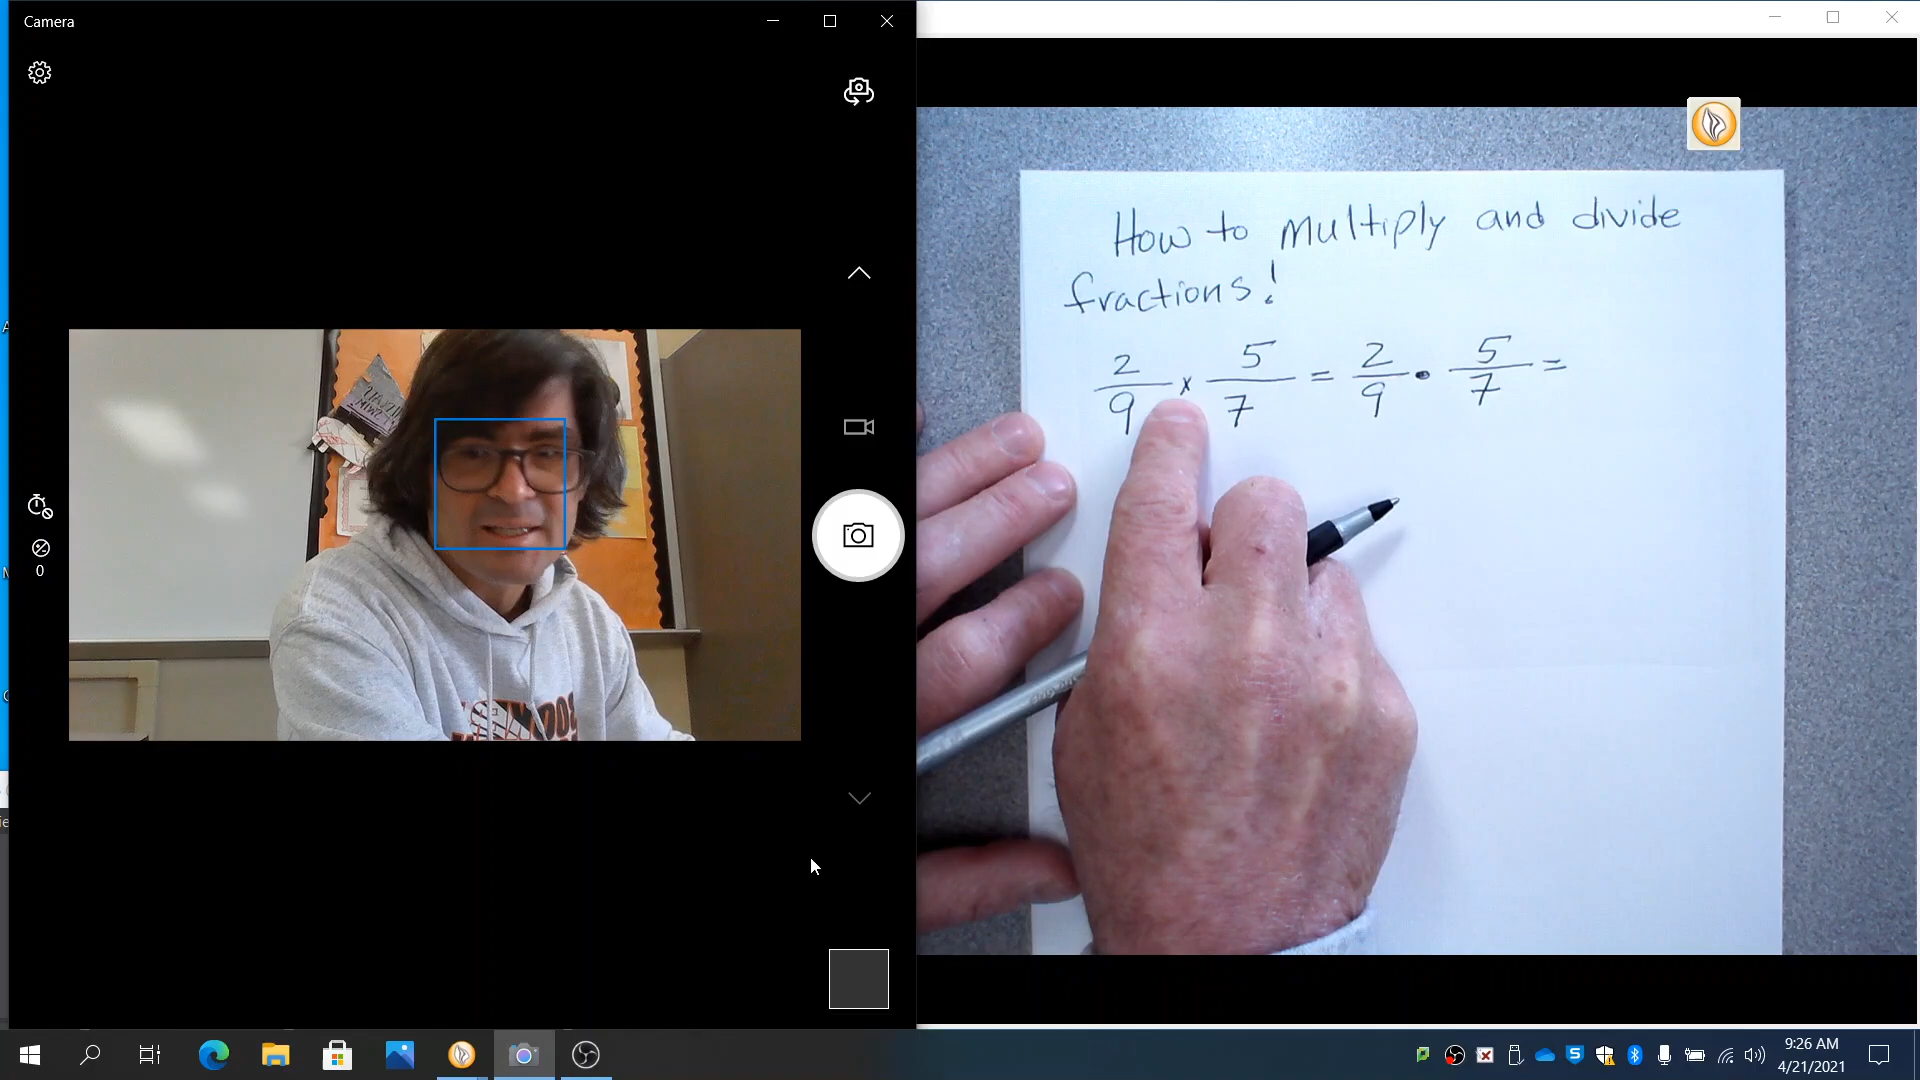 Camera
0
How to multiply and divide
fractions!
2/9 x 5/7 = 2/9 • 5/7 =
9:26 AM
4/21/2021